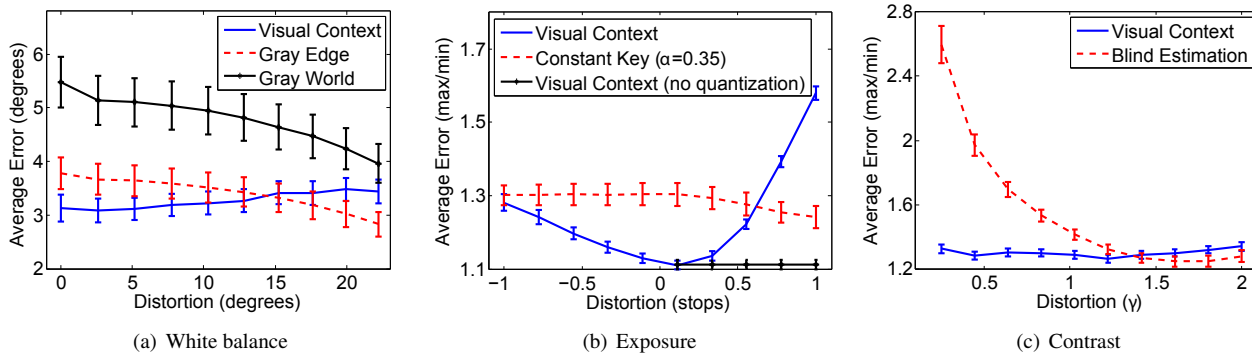 Average Error (degrees)
6
5
4
3
2
Visual Context
Gray Edge
Gray World
0 5 10 15 20
Distortion (degrees)
(a) White balance
Average Error (max/min)
1.7
1.5
1.3
1.1
Visual Context
Constant Key (α=0.35)
Visual Context (no quantization)
−1 −0.5 0 0.5 1
Distortion (stops)
(b) Exposure
Average Error (max/min)
2.8
2.4
2
1.6
1.2
Visual Context
Blind Estimation
0.5 1 1.5 2
Distortion (γ)
(c) Contrast